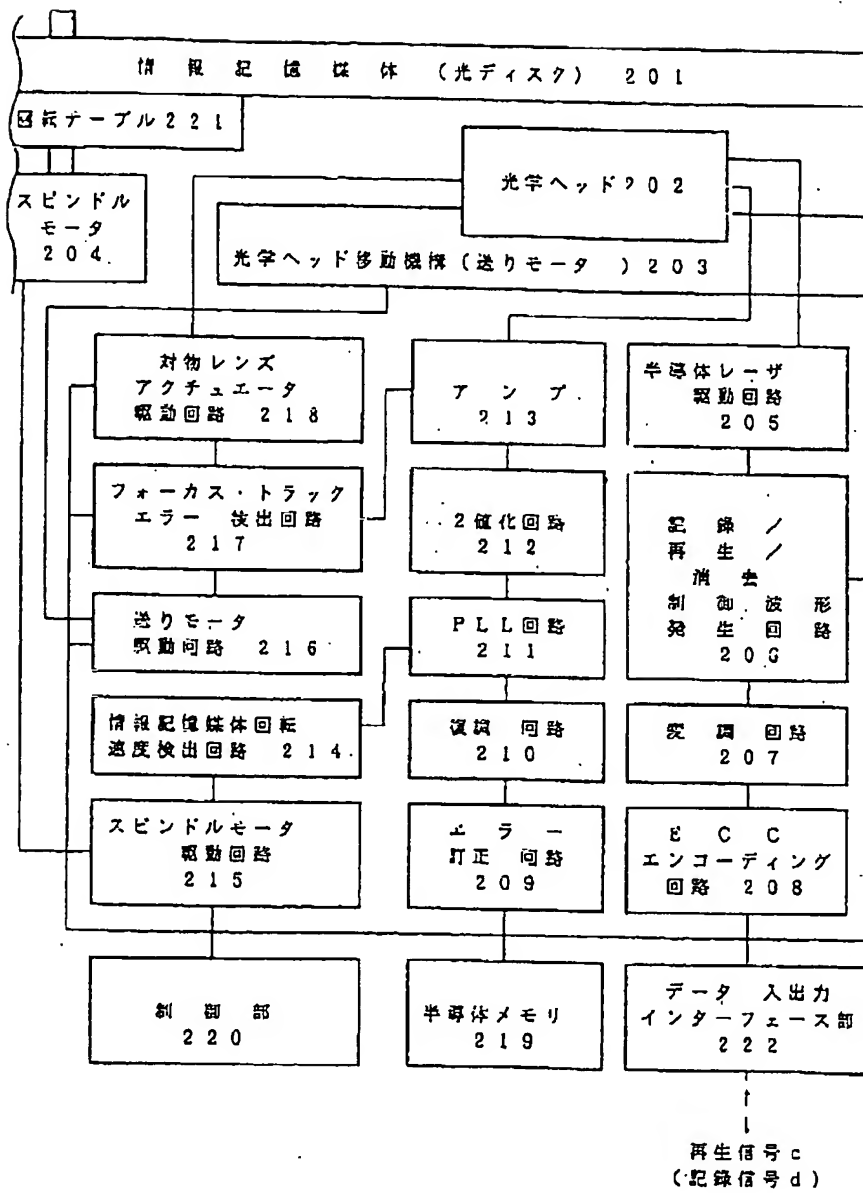 情報記憶媒体 (光ディスク) 201
回転テーブル221
スピンドル
モータ
204
光学ヘッド202
光学ヘッド移動機構(送りモータ )203
対物レンズ
アクチュエータ
駆動回路 218
アンプ
213
半導体レーザ
駆動回路
205
フォーカス・トラック
エラー 検出回路
217
2値化回路
212
記録/
再生/
消去
制御波形
発生回路
206
送りモータ
駆動回路 216
PLL回路
211
情報記憶媒体回転
速度検出回路 214
復調 回路
210
変調回路
207
スピンドルモータ
駆動回路
215
エラー
訂正 回路
209
ECC
エンコーディング
回路 208
制御部
220
半導体メモリ
219
データ 入出力
インターフェース部
222
再生信号c
(記録信号d)